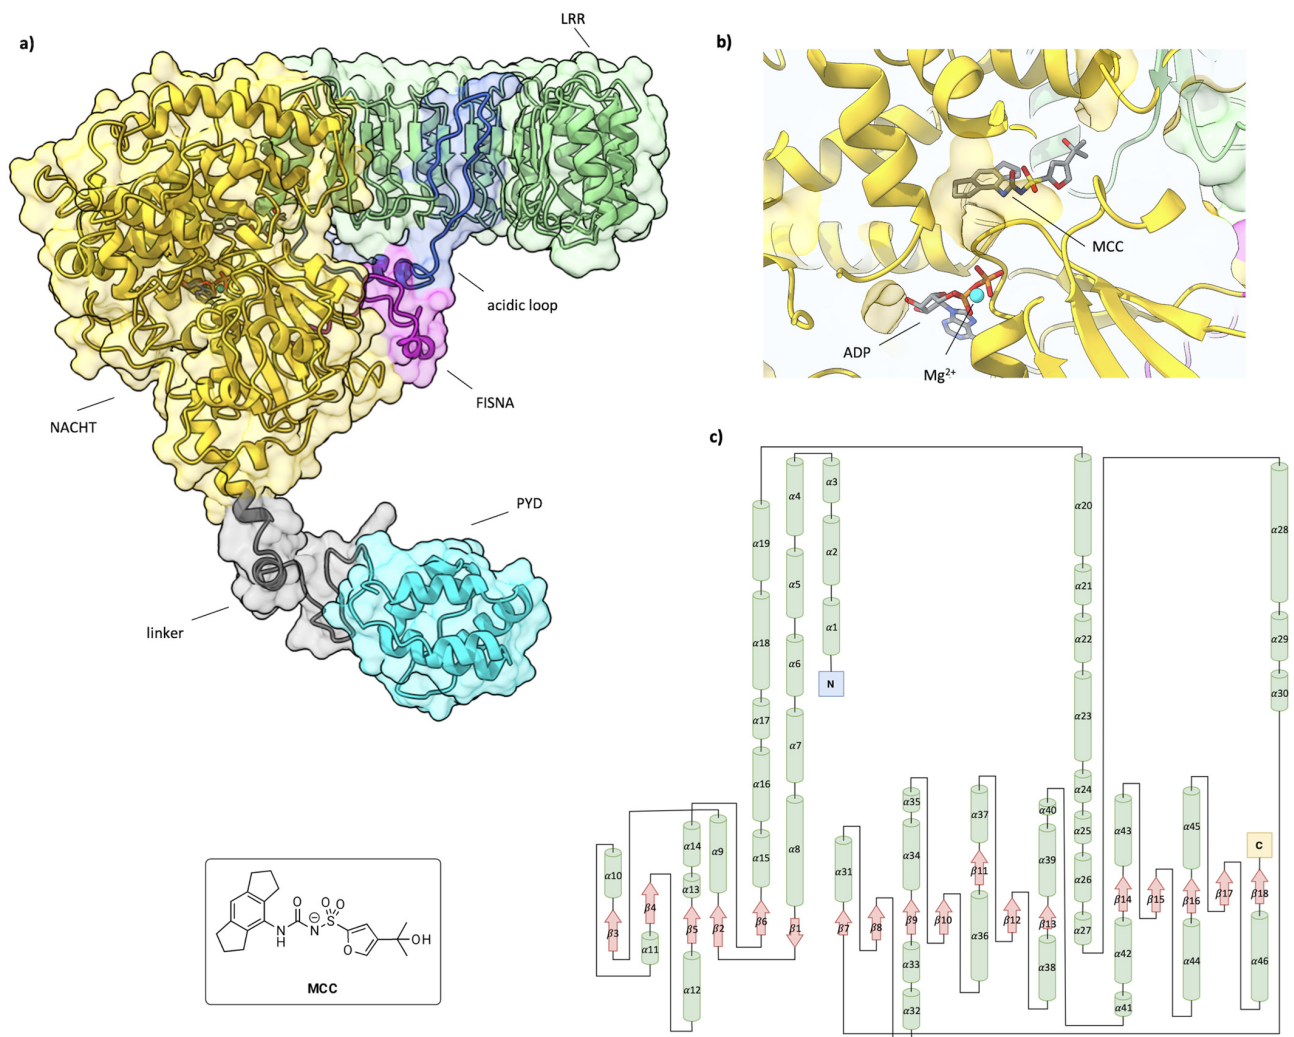 a)
LRR
acidic loop
FISNA
NACHT
PYD
linker
b)
MCC
ADP
Mg²⁺
c)
α4
α3
α20
α28
α19
α2
α5
α21
α1
α22
α29
α18
α6
N
α30
α23
α17
α7
α16
α24
α35
α37
α40
α43
α45
α14
α9
α8
α15
α34
α39
α25
C
α10
α31
β11
α26
α13
β4
β14
β15
β16
β17
β18
β3
β5
β2
β6
β1
β7
β8
β9
β10
β12
β13
α27
α11
α36
α33
α38
α42
α44
α46
α12
α32
α41
O
O O
⊖
S
N
H
N
O
OH
MCC